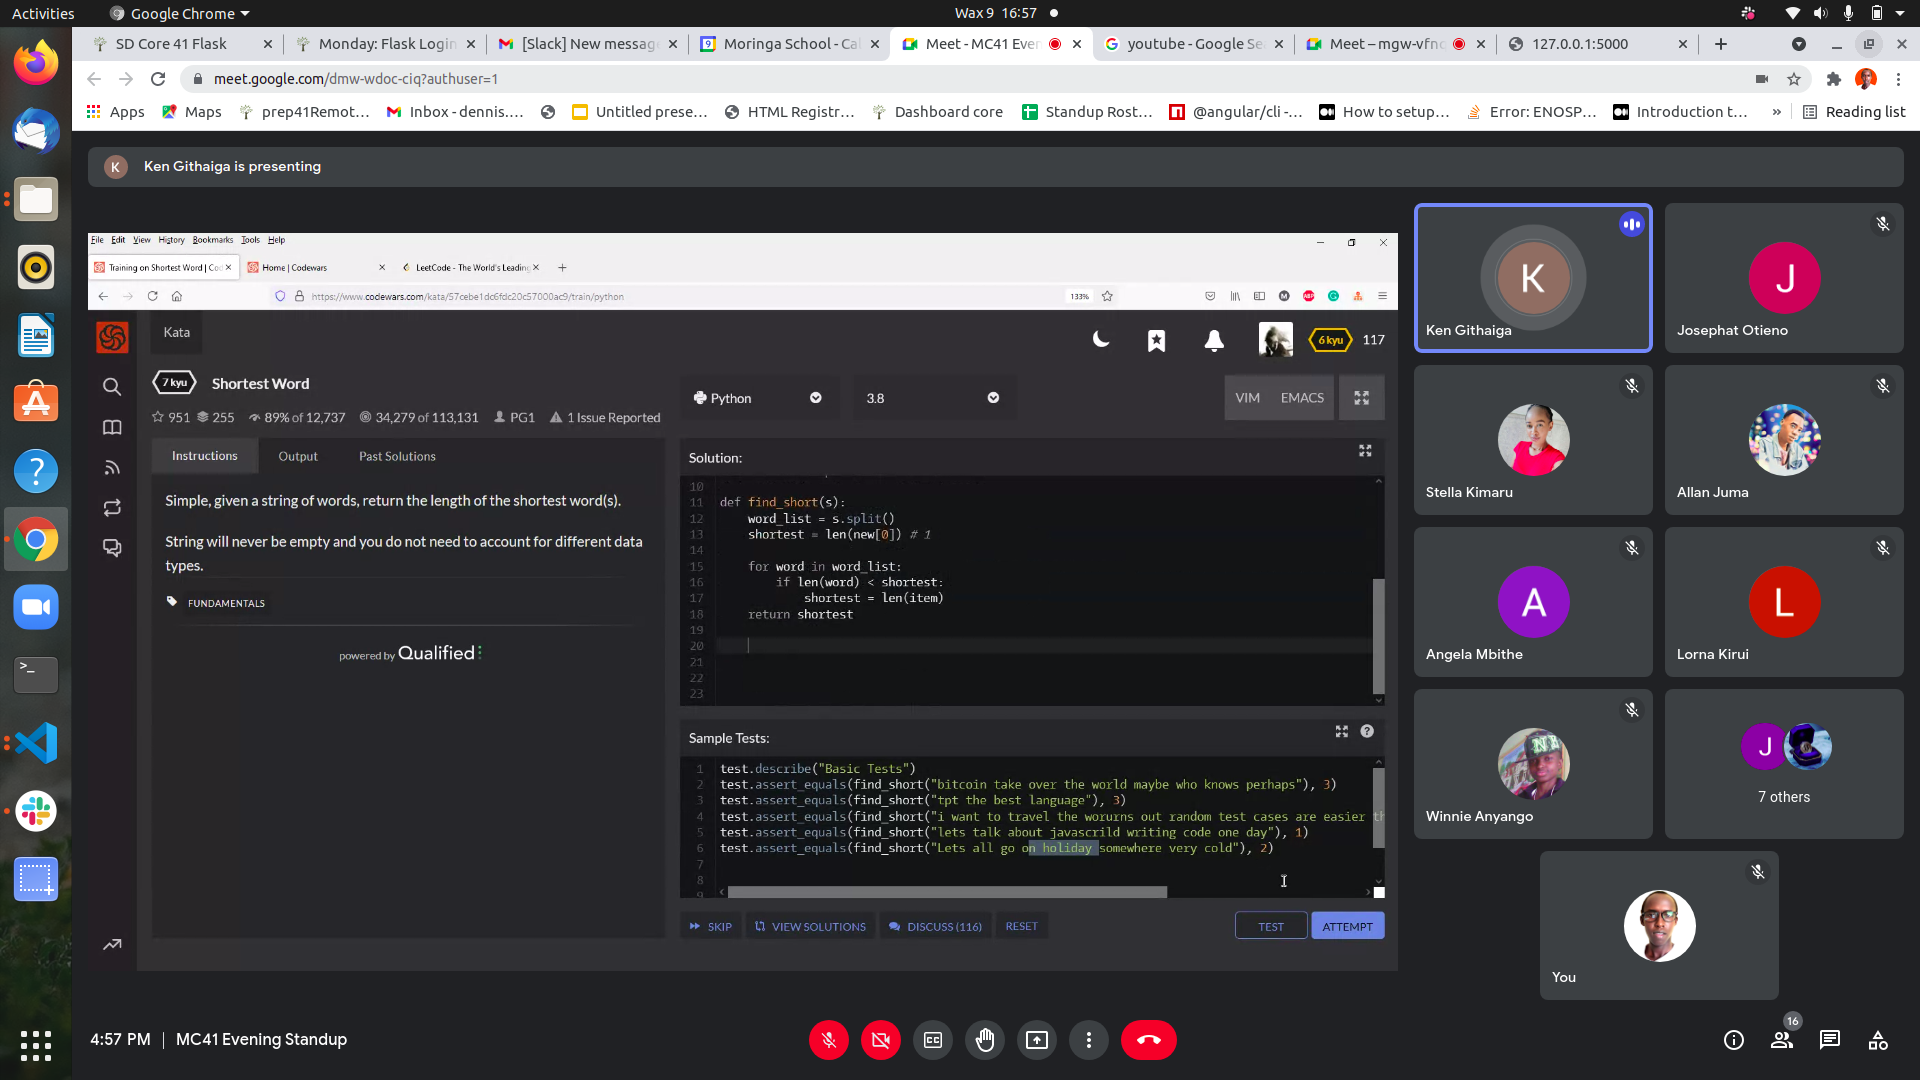 Activities
Google Chrome
Wax 9 16:57
SD Core 41 Flask
Monday: Flask Login
[Slack] New message
Moringa School - Cal
Meet - MC41 Even
youtube - Google Se
Meet – mgw-vfnc
127.0.0.1:5000
meet.google.com/dmw-wdoc-ciq?authuser=1
Apps
Maps
prep41Remot...
Inbox - dennis....
Untitled prese...
HTML Registr...
Dashboard core
Standup Rost...
@angular/cli -...
How to setup...
Error: ENOSP...
Introduction t...
»
Reading list
K
Ken Githaiga is presenting
File Edit View History Bookmarks Tools Help
Training on Shortest Word | Co
Home | Codewars
LeetCode - The World's Leading
https://www.codewars.com/kata/57cebe1dc6fdc20c57000ac9/train/python
133%
Kata
6 kyu
117
7 kyu
Shortest Word
951 255 89% of 12,737 34,279 of 113,131 PG1 1 Issue Reported
Python
3.8
VIM EMACS
Instructions
Output
Past Solutions
Simple, given a string of words, return the length of the shortest word(s).
String will never be empty and you do not need to account for different data
types.
FUNDAMENTALS
powered by Qualified
Solution:
10
11 def find_short(s):
12 word_list = s.split()
13 shortest = len(new[0]) # 1
14
15 for word in word_list:
16 if len(word) < shortest:
17 shortest = len(item)
18 return shortest
19
20
21
22
23
Sample Tests:
1 test.describe("Basic Tests")
2 test.assert_equals(find_short("bitcoin take over the world maybe who knows perhaps"), 3)
3 test.assert_equals(find_short("tpt the best language"), 3)
4 test.assert_equals(find_short("i want to travel the worurns out random test cases are easier t
5 test.assert_equals(find_short("lets talk about javascrild writing code one day"), 1)
6 test.assert_equals(find_short("Lets all go on holiday somewhere very cold"), 2)
7
8
9
SKIP
VIEW SOLUTIONS
DISCUSS (116)
RESET
TEST
ATTEMPT
K
Ken Githaiga
J
Josephat Otieno
Stella Kimaru
Allan Juma
A
Angela Mbithe
L
Lorna Kirui
Winnie Anyango
J
7 others
You
4:57 PM | MC41 Evening Standup
16